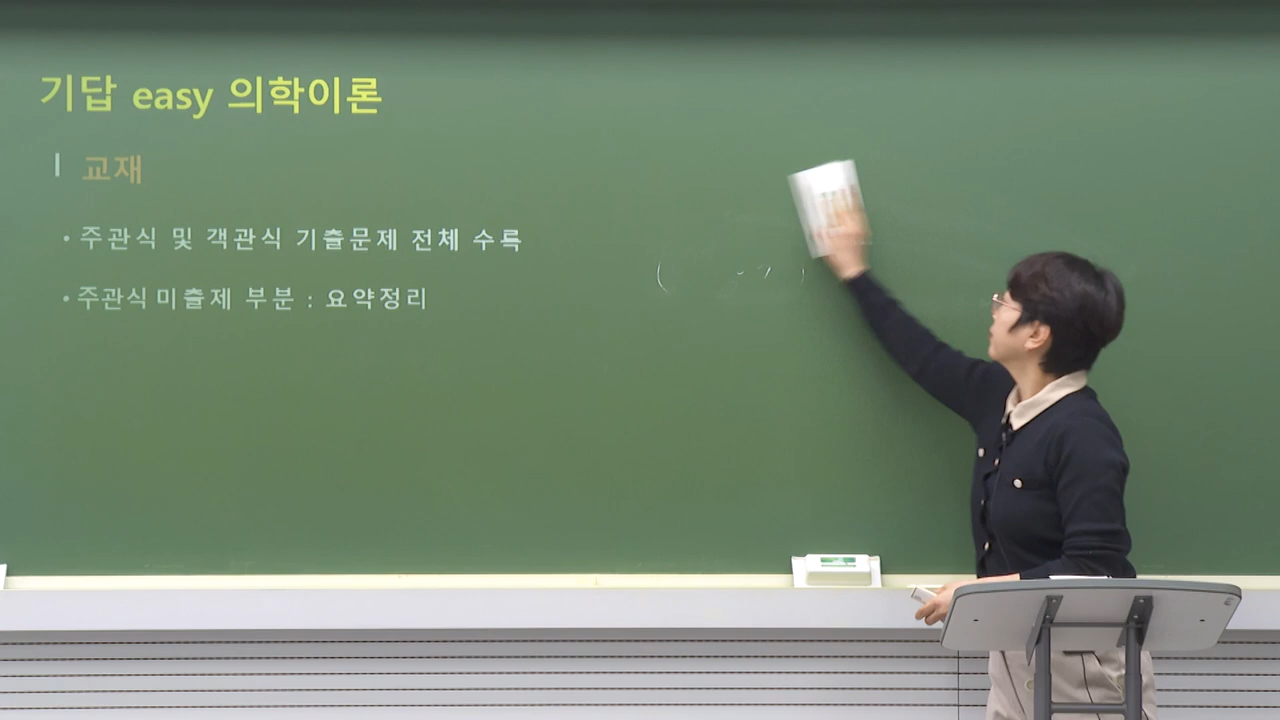 기답 easy 의학이론
교재
• 주관식 및 객관식 기출문제 전체 수록
• 주관식 미출제 부분 : 요약정리